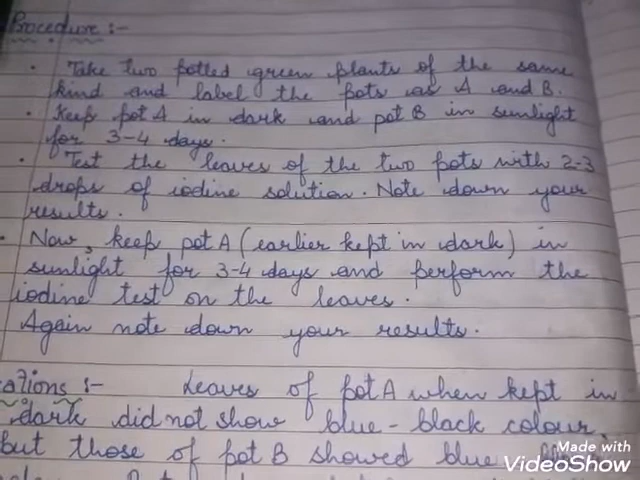 Procedure :-
• Take two potted green plants of the same
kind and label the pots as A and B.
• Keep pot A in dark and pot B in sunlight
for 3-4 days.
• Test the leaves of the two pots with 2-3
drops of iodine solution. Note down your
results.
• Now, keep pot A (earlier kept in dark) in
sunlight for 3-4 days and perform the
iodine test on the leaves.
Again note down your results.
ations :- Leaves of pot A when kept in
dark did not show blue-black colour,
but those of pot B showed blue
Made with
VideoShow